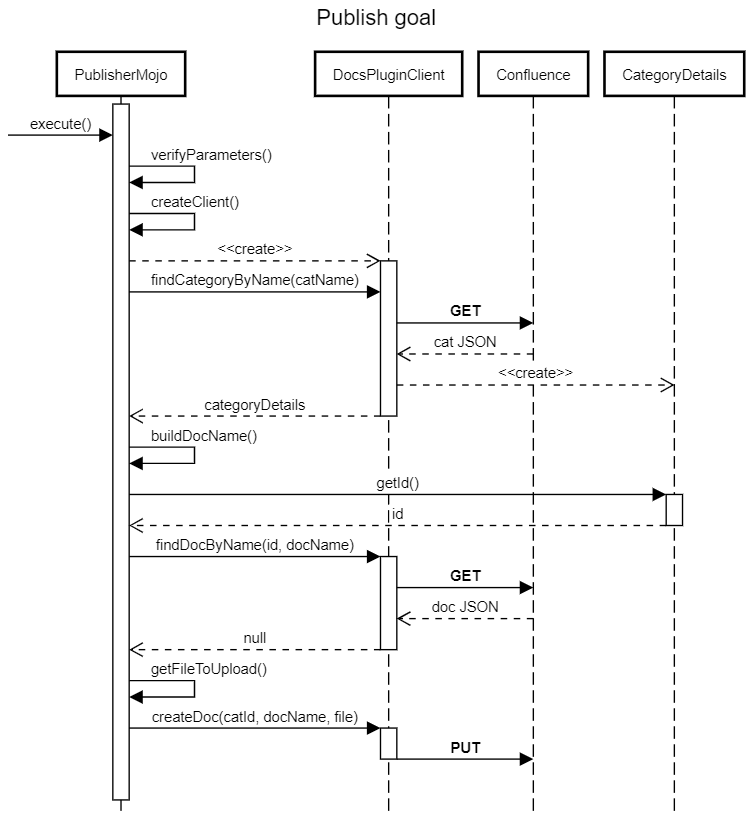 Publish goal
PublisherMojo
DocsPluginClient
Confluence
CategoryDetails
execute()
verifyParameters()
createClient()
<<create>>
findCategoryByName(catName)
GET
cat JSON
<<create>>
categoryDetails
buildDocName()
getId()
id
findDocByName(id, docName)
GET
doc JSON
null
getFileToUpload()
createDoc(catId, docName, file)
PUT